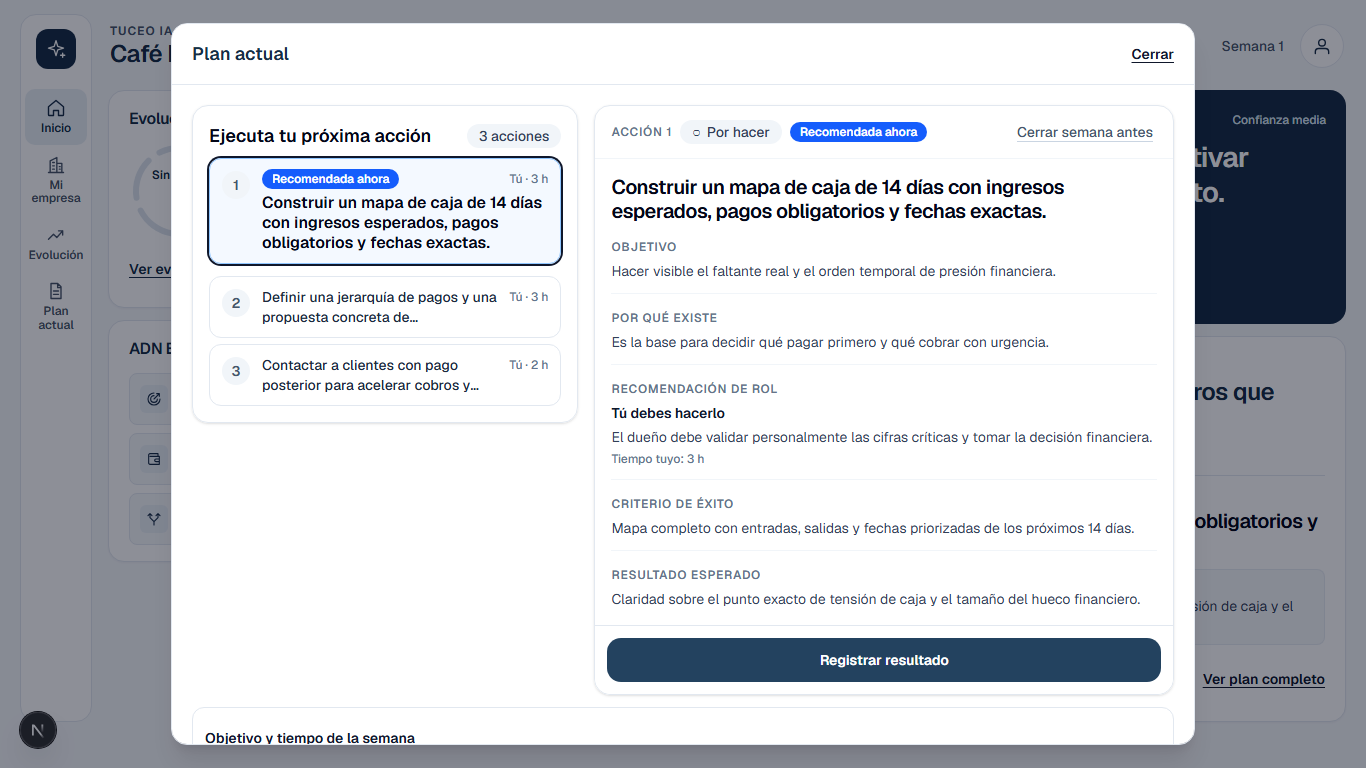 TUCEO IA
Café
Semana 1
Inicio
Mi
empresa
Evolución
Plan
actual
Sin
Ver
ADN
Confianza media
tivar
to.
ros que
obligatorios y
sión de caja y el
Ver plan completo
Plan actual
Cerrar
Ejecuta tu próxima acción
3 acciones
1
Recomendada ahora
Tú · 3 h
Construir un mapa de caja de 14 días
con ingresos esperados, pagos
obligatorios y fechas exactas.
2
Definir una jerarquía de pagos y una
propuesta concreta de...
Tú · 3 h
3
Contactar a clientes con pago
posterior para acelerar cobros y...
Tú · 2 h
ACCIÓN 1
Por hacer
Recomendada ahora
Cerrar semana antes
Construir un mapa de caja de 14 días con ingresos
esperados, pagos obligatorios y fechas exactas.
OBJETIVO
Hacer visible el faltante real y el orden temporal de presión financiera.
POR QUÉ EXISTE
Es la base para decidir qué pagar primero y qué cobrar con urgencia.
RECOMENDACIÓN DE ROL
Tú debes hacerlo
El dueño debe validar personalmente las cifras críticas y tomar la decisión financiera.
Tiempo tuyo: 3 h
CRITERIO DE ÉXITO
Mapa completo con entradas, salidas y fechas priorizadas de los próximos 14 días.
RESULTADO ESPERADO
Claridad sobre el punto exacto de tensión de caja y el tamaño del hueco financiero.
Registrar resultado
Objetivo y tiempo de la semana
N